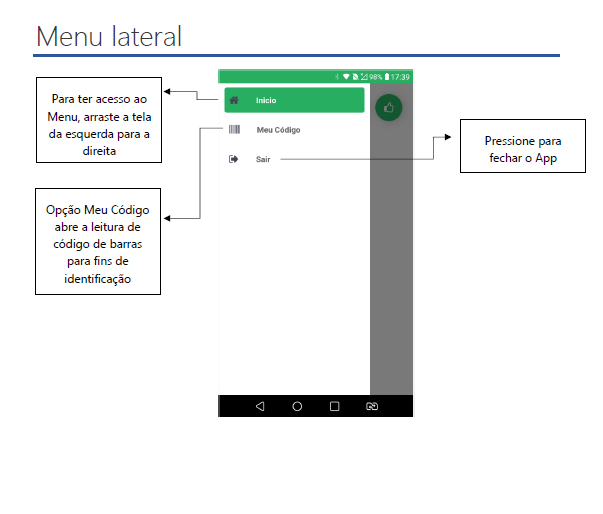 Menu lateral
98% 17:39
Para ter acesso ao
Menu, arraste a tela
da esquerda para a
direita
Início
Meu Código
Sair
Pressione para
fechar o App
Opção Meu Código
abre a leitura de
código de barras
para fins de
identificação